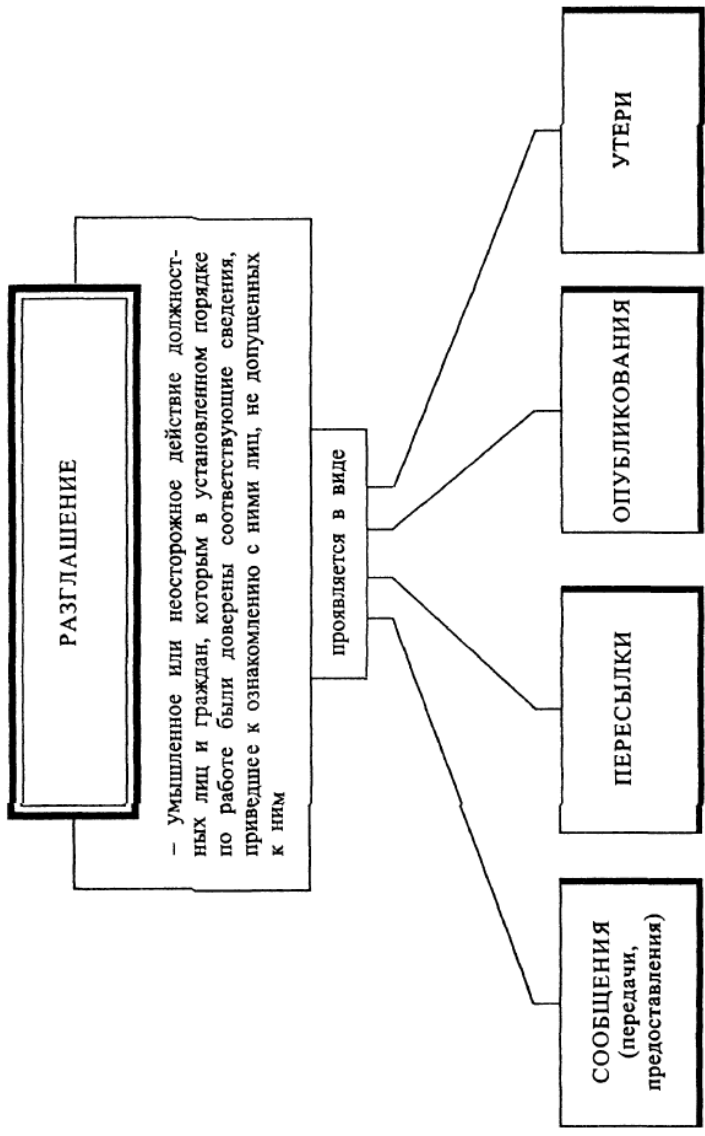 РАЗГЛАШЕНИЕ
– умышленное или неосторожное действие должност-
ных лиц и граждан, которым в установленном порядке
по работе были доверены соответствующие сведения,
приведшее к ознакомлению с ними лиц, не допущенных
к ним
проявляется в виде
СООБЩЕНИЯ
(передачи,
предоставления)
ПЕРЕСЫЛКИ
ОПУБЛИКОВАНИЯ
УТЕРИ